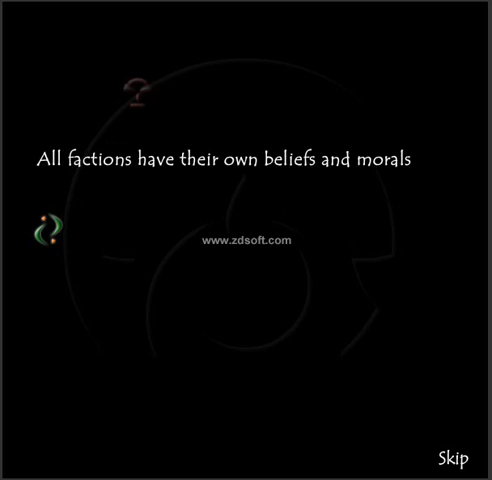 All factions have their own beliefs and morals
www.zdsoft.com
Skip